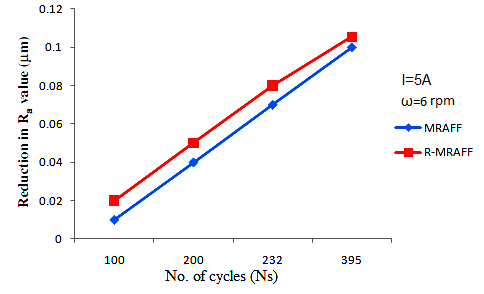 0.12
0.1
0.08
0.06
0.04
0.02
0
Reduction in Ra value (µm)
100 200 232 395
No. of cycles (Ns)
I=5A
ω=6 rpm
MRAFF
R-MRAFF